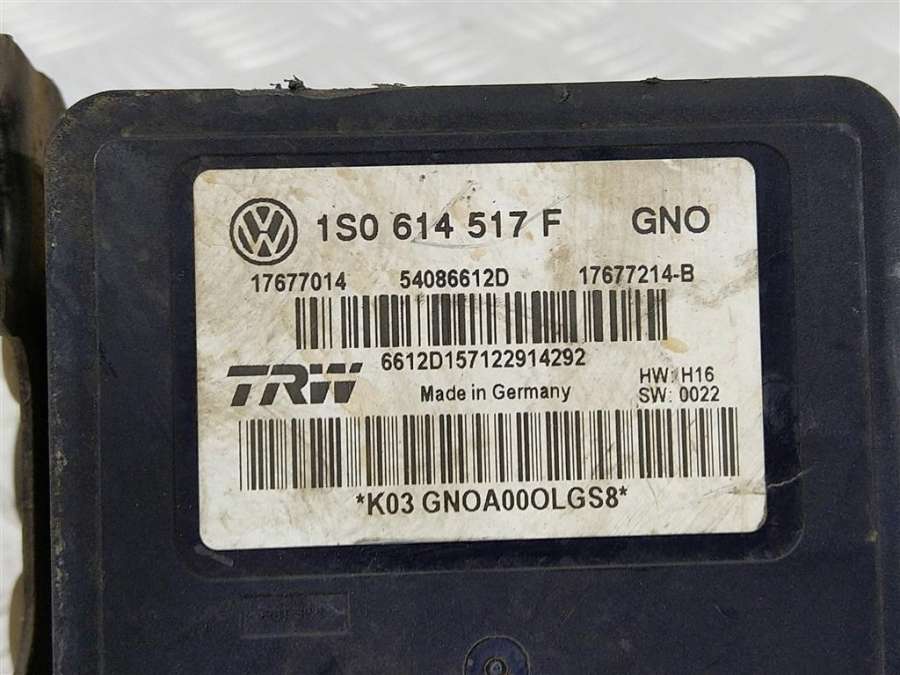 1S0 614 517 F GNO
17677014 54086612D 17677214-B
6612D157122914292
TRW Made in Germany HW: H16
SW: 0022
*K03 GNOA00OLGS8*